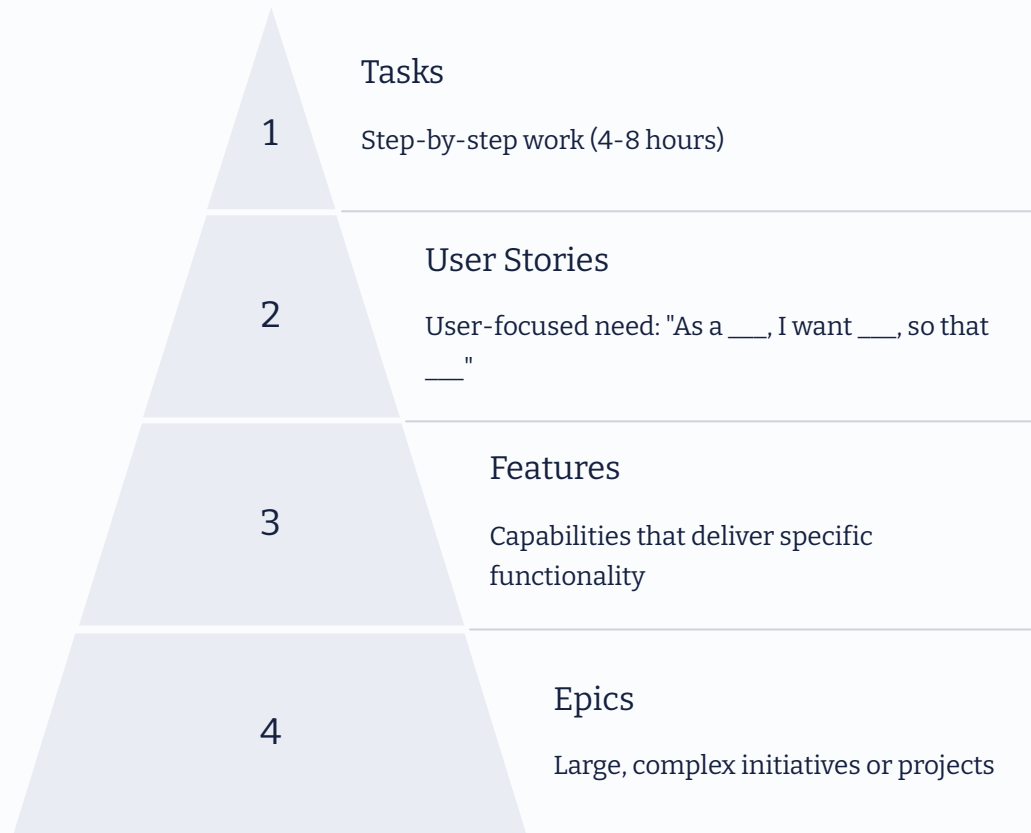 1
Tasks
Step-by-step work (4-8 hours)
2
User Stories
User-focused need: "As a ___, I want ___, so that
___"
3
Features
Capabilities that deliver specific
functionality
4
Epics
Large, complex initiatives or projects